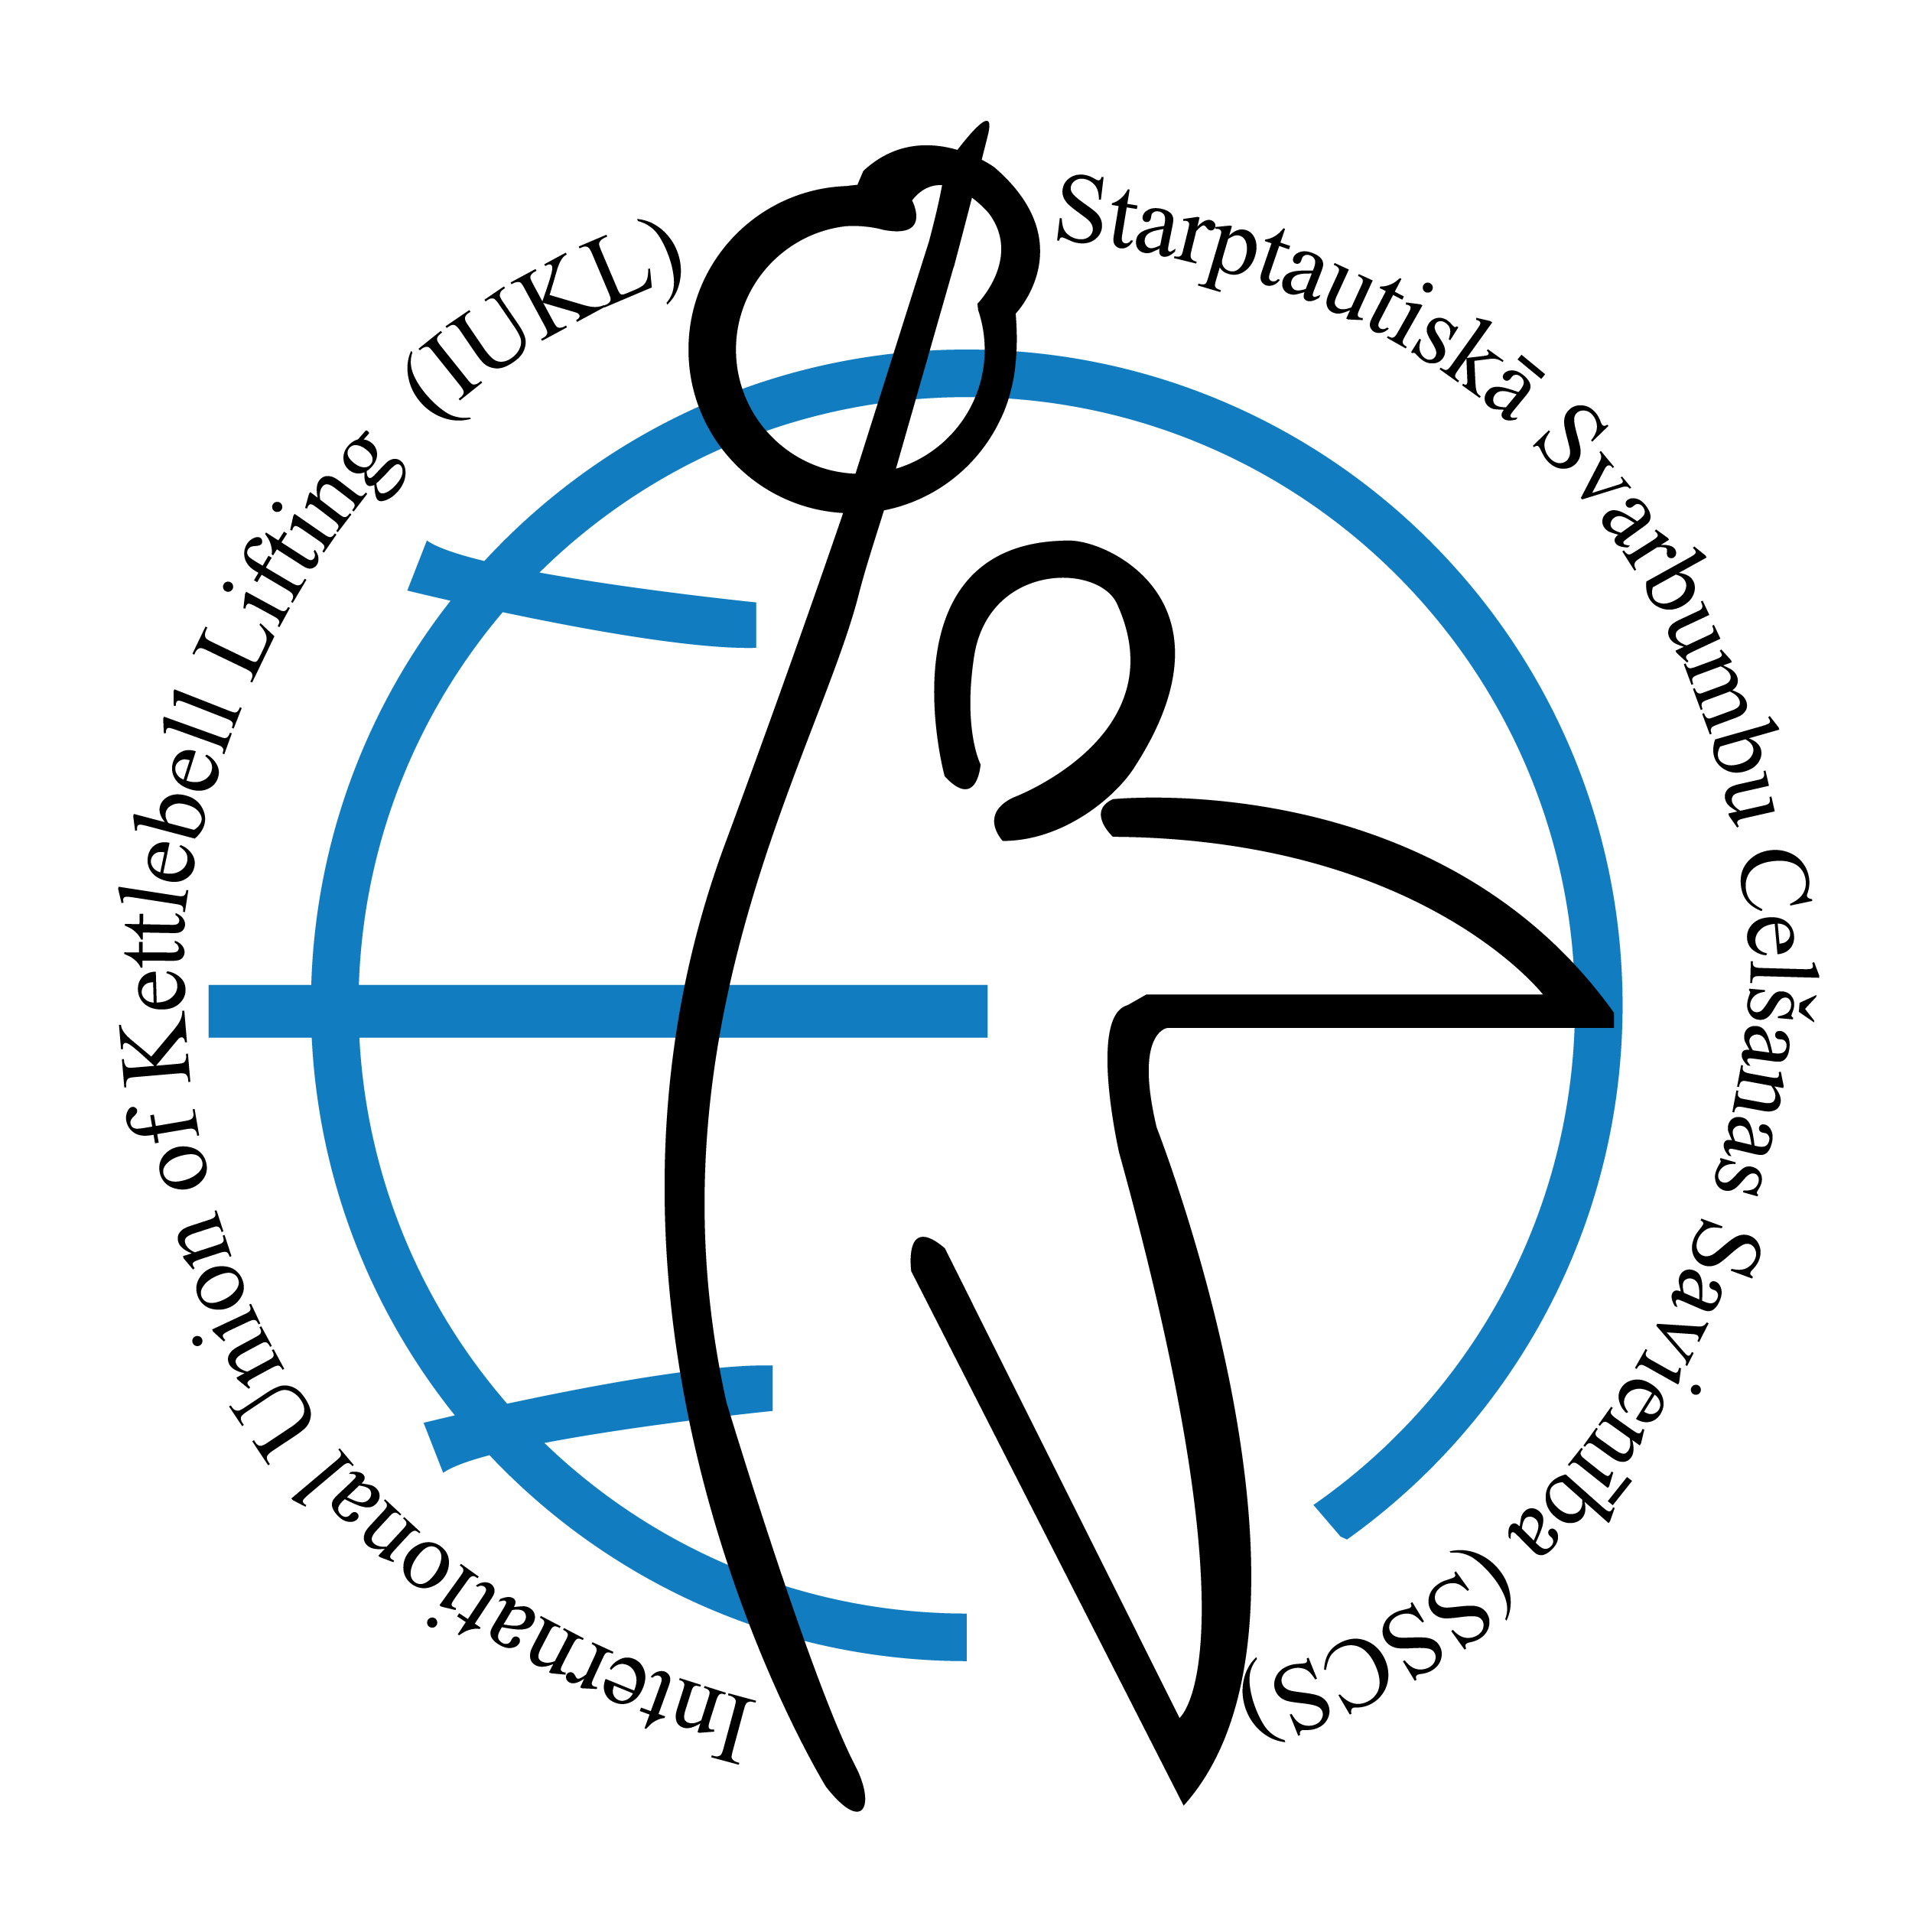 International Union of Kettlebell Lifting (IUKL)
Starptautiskā Svarbumbu Celšanas Savienība (SSCS)